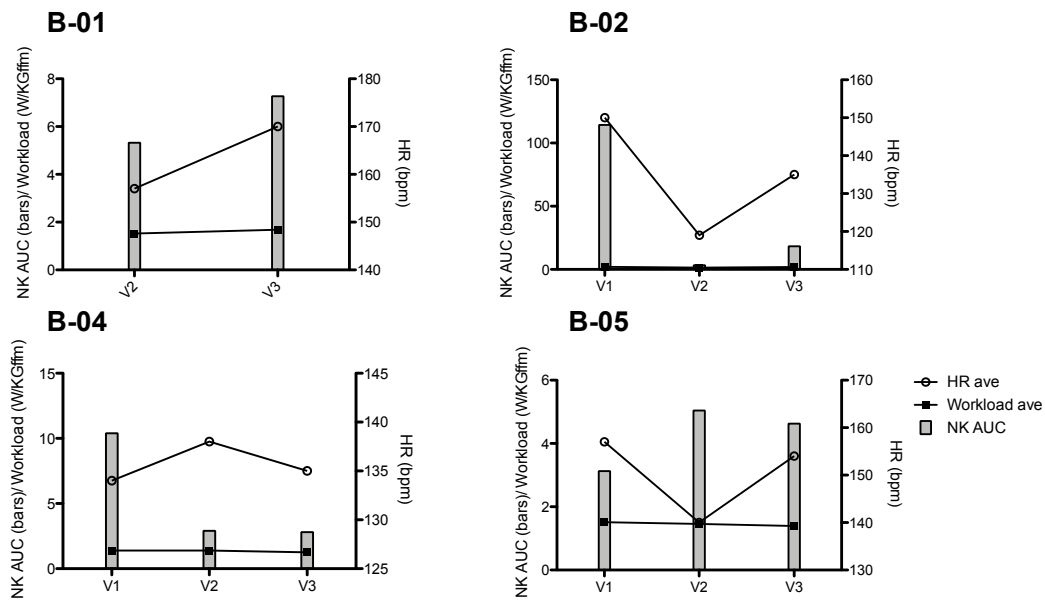 B-01
NK AUC (bars)/ Workload (W/KGffm)
8
6
4
2
0
180
170
160
150
140
HR (bpm)
V2
V3
B-02
NK AUC (bars)/ Workload (W/KGffm)
150
100
50
0
160
150
140
130
120
110
HR (bpm)
V1
V2
V3
B-04
NK AUC (bars)/ Workload (W/KGffm)
15
10
5
0
145
140
135
130
125
HR (bpm)
V1
V2
V3
B-05
NK AUC (bars)/ Workload (W/KGffm)
6
4
2
0
170
160
150
140
130
HR (bpm)
V1
V2
V3
HR ave
Workload ave
NK AUC